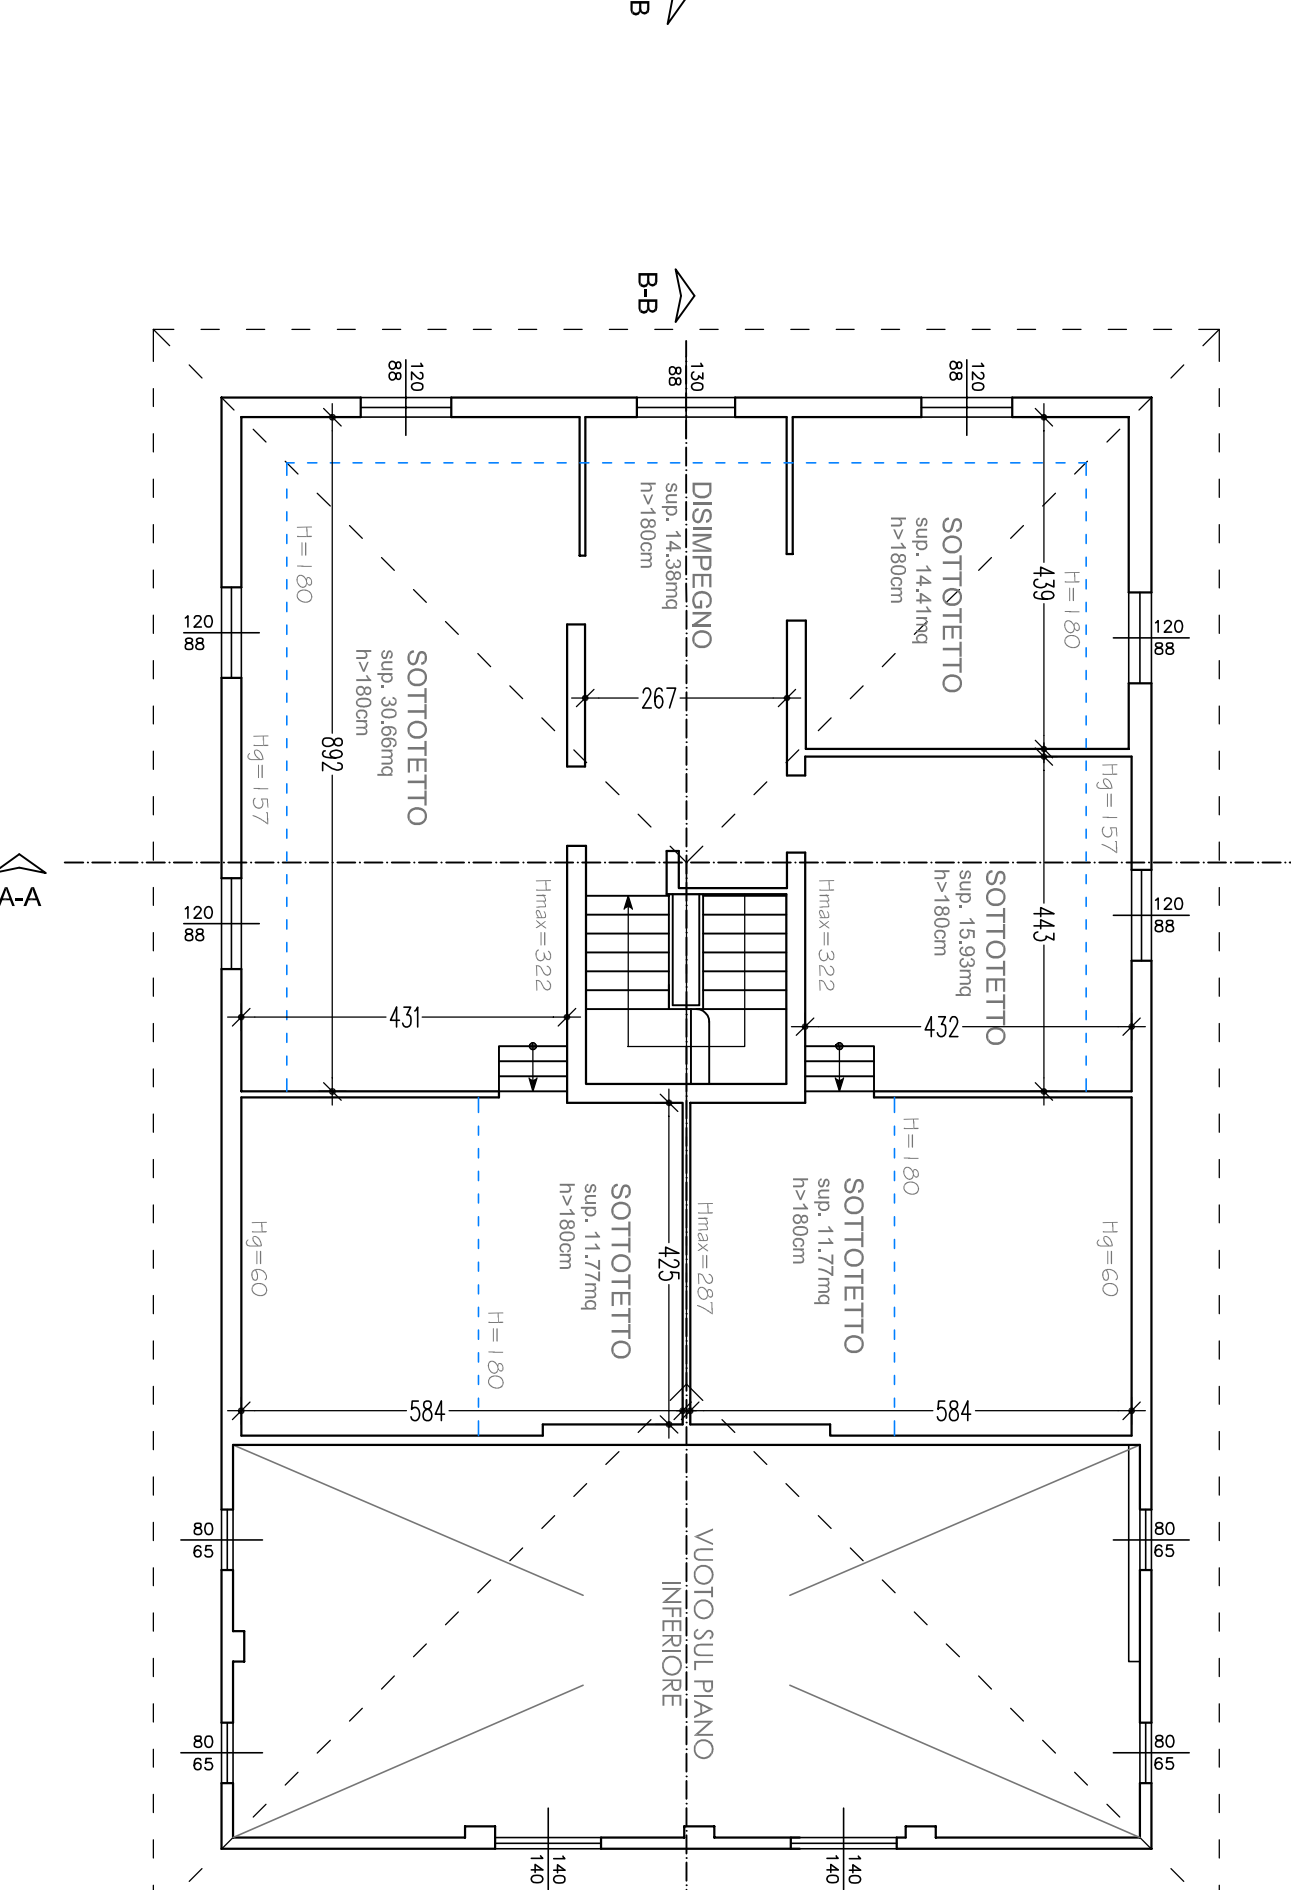 B
B-B
120
88
130
88
120
88
DISIMPEGNO
sup. 14.38mq
h>180cm
SOTTOTETTO
sup. 14.41mq
h>180cm
H=180
H=180
439
120
88
120
88
SOTTOTETTO
sup. 30.66mq
h>180cm
267
892
Hg=157
Hg=157
A-A
SOTTOTETTO
sup. 15.93mq
h>180cm
443
Hmax=322
Hmax=322
120
88
120
88
431
432
SOTTOTETTO
sup. 11.77mq
h>180cm
SOTTOTETTO
sup. 11.77mq
h>180cm
H=180
Hg=60
Hg=60
425
Hmax=287
H=180
584
584
VUOTO SUL PIANO
INFERIORE
80
65
80
65
80
65
80
65
140
140
140
140